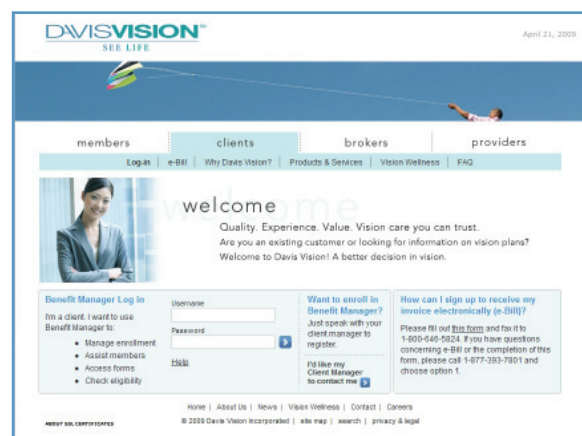 DAVISVISION
SEE LIFE
April 21, 2009
members clients brokers providers
Log-in | e-Bill | Why Davis Vision? | Products & Services | Vision Wellness | FAQ
welcome
Quality. Experience. Value. Vision care you can trust.
Are you an existing customer or looking for information on vision plans?
Welcome to Davis Vision! A better decision in vision.
Benefit Manager Log in
I'm a client. I want to use
Benefit Manager to:
• Manage enrollment
• Assist members
• Access forms
• Check eligibility
Username
Password
Help
Want to enroll in
Benefit Manager?
Just speak with your
client manager to
register.
I'd like my
Client Manager
to contact me
How can I sign up to receive my
invoice electronically (e-Bill)?
Please fill out this form and fax it to
1-800-646-5824. If you have questions
concerning e-Bill or the completion of this
form, please call 1-877-393-7801 and
choose option 1.
Home | About Us | News | Vision Wellness | Contact | Careers
© 2009 Davis Vision Incorporated | site map | search | privacy & legal
ABOUT SSL CERTIFICATES